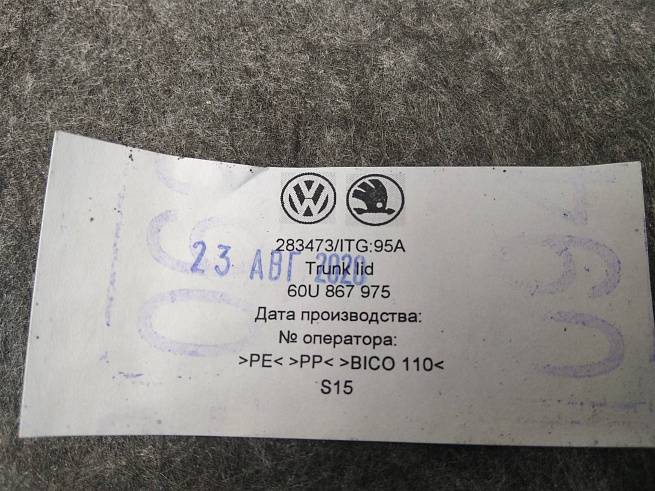 283473/ITG:95A
23 АВГ 2020
Trunk lid
60U 867 975
Дата производства:
№ оператора:
>PE< >PP< >BICO 110<
S15